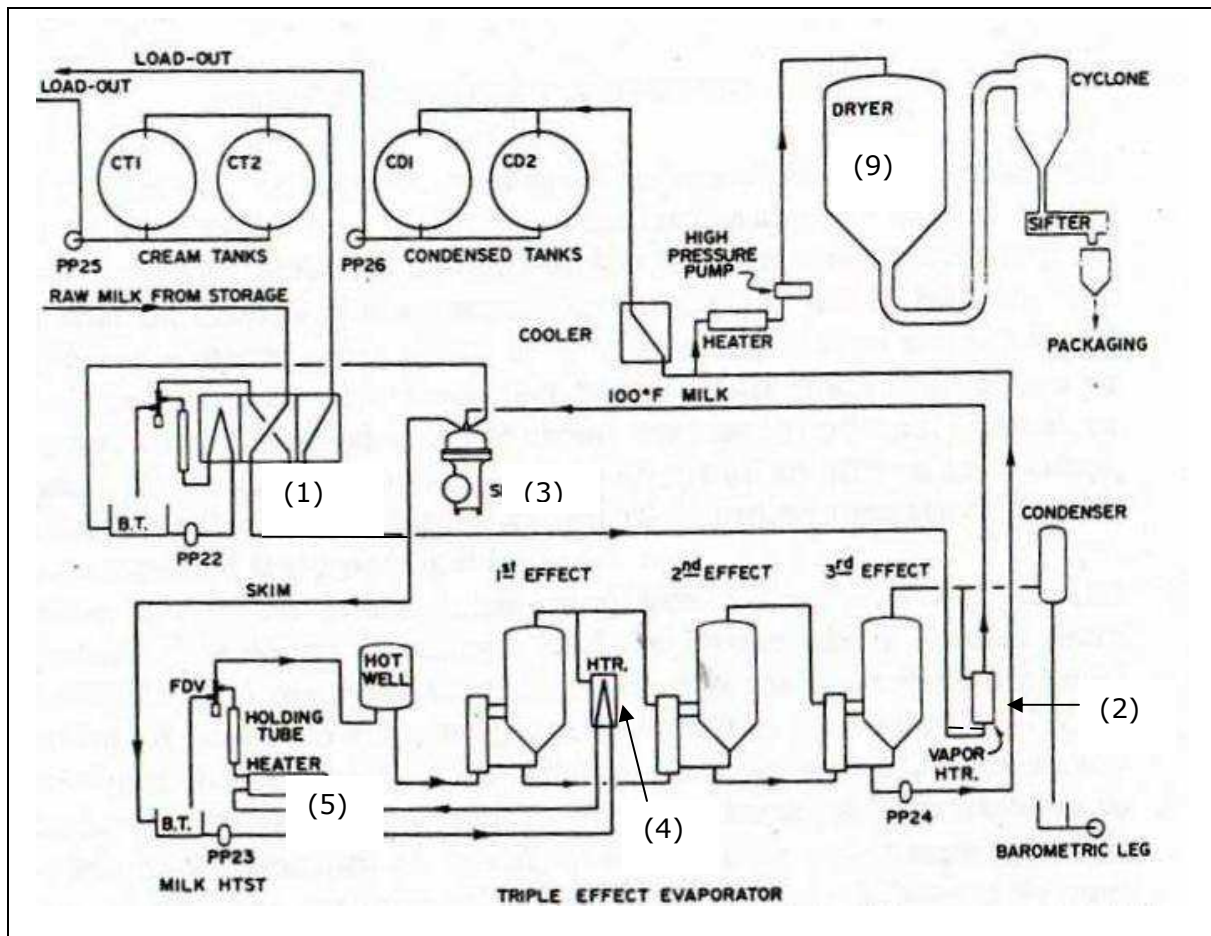 LOAD-OUT
LOAD-OUT
CT1
CT2
CD1
CD2
DRYER
(9)
CYCLONE
SIFTER
PACKAGING
PP25
CREAM TANKS
PP26
CONDENSED TANKS
HIGH
PRESSURE
PUMP
HEATER
COOLER
RAW MILK FROM STORAGE
100°F MILK
(1)
(3)
B.T.
PP22
SKIM
CONDENSER
1st EFFECT
2nd EFFECT
3rd EFFECT
HOT
WELL
HTR.
FDV
HOLDING
TUBE
HEATER
(5)
(4)
(2)
VAPOR
HTR.
B.T.
PP23
MILK HTST
PP24
BAROMETRIC LEG
TRIPLE EFFECT EVAPORATOR